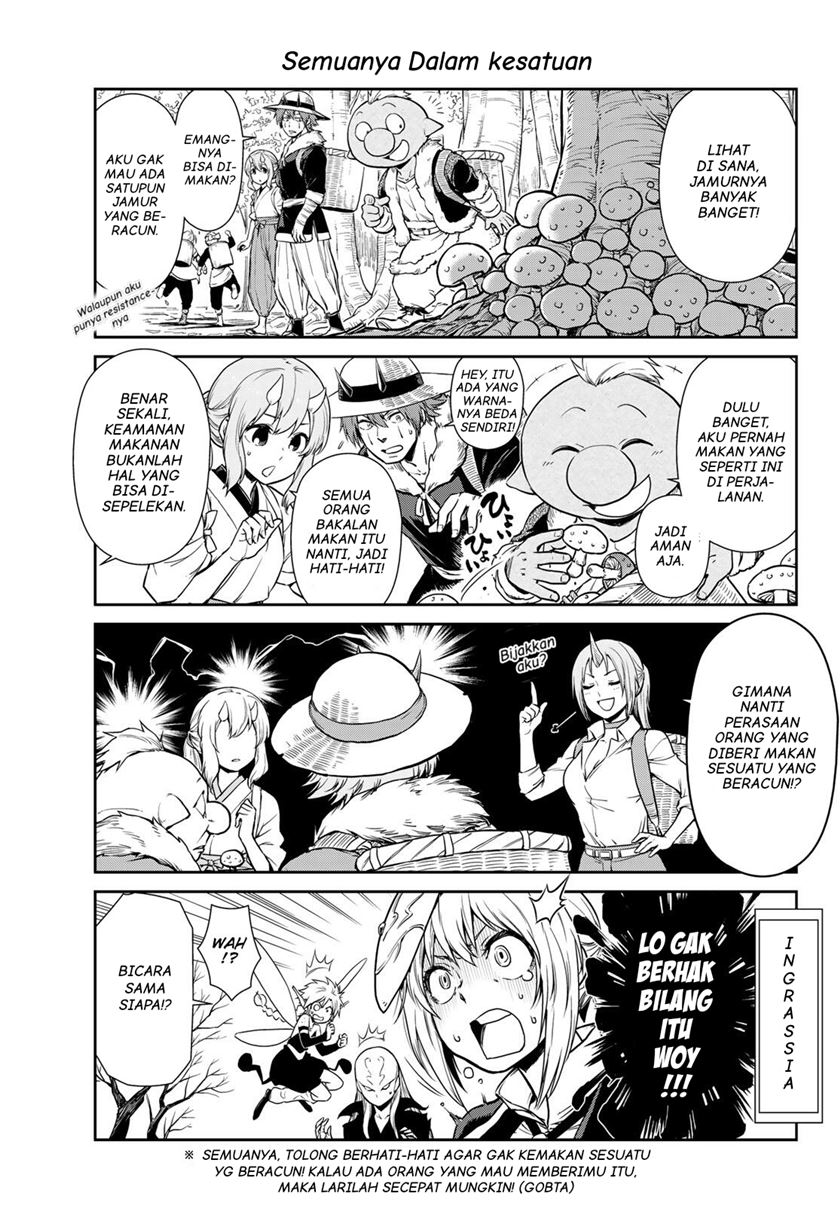 Semuanya Dalam kesatuan
LIHAT
DI SANA,
JAMURNYA
BANYAK
BANGET!
EMANG-
NYA
BISA DI-
MAKAN?
AKU GAK
MAU ADA
SATUPUN
JAMUR
YANG BE-
RACUN.
Walaupun aku
punya resistance-
nya
DULU
BANGET,
AKU PERNAH
MAKAN YANG
SEPERTI INI
DI PERJA-
LANAN.
JADI
AMAN
AJA.
HEY, ITU
ADA YANG
WARNA-
NYA BEDA
SENDIRI!
ひょい
ひょい
SEMUA
ORANG
BAKALAN
MAKAN ITU
NANTI, JADI
HATI-HATI!
BENAR
SEKALI,
KEAMANAN
MAKANAN
BUKANLAH
HAL YANG
BISA DI-
SEPELEKAN.
GIMANA
NANTI
PERASAAN
ORANG YANG
DIBERI MAKAN
SESUATU YANG
BERACUN!?
Bijakkan
aku?
INGRASSIA
LO GAK
BERHAK
BILANG
ITU
WOY
!!!
WAH
!?
BICARA
SAMA
SIAPA!?
※ SEMUANYA, TOLONG BERHATI-HATI AGAR GAK KEMAKAN SESUATU
YG BERACUN! KALAU ADA ORANG YANG MAU MEMBERIMU ITU,
MAKA LARILAH SECEPAT MUNGKIN! (GOBTA)